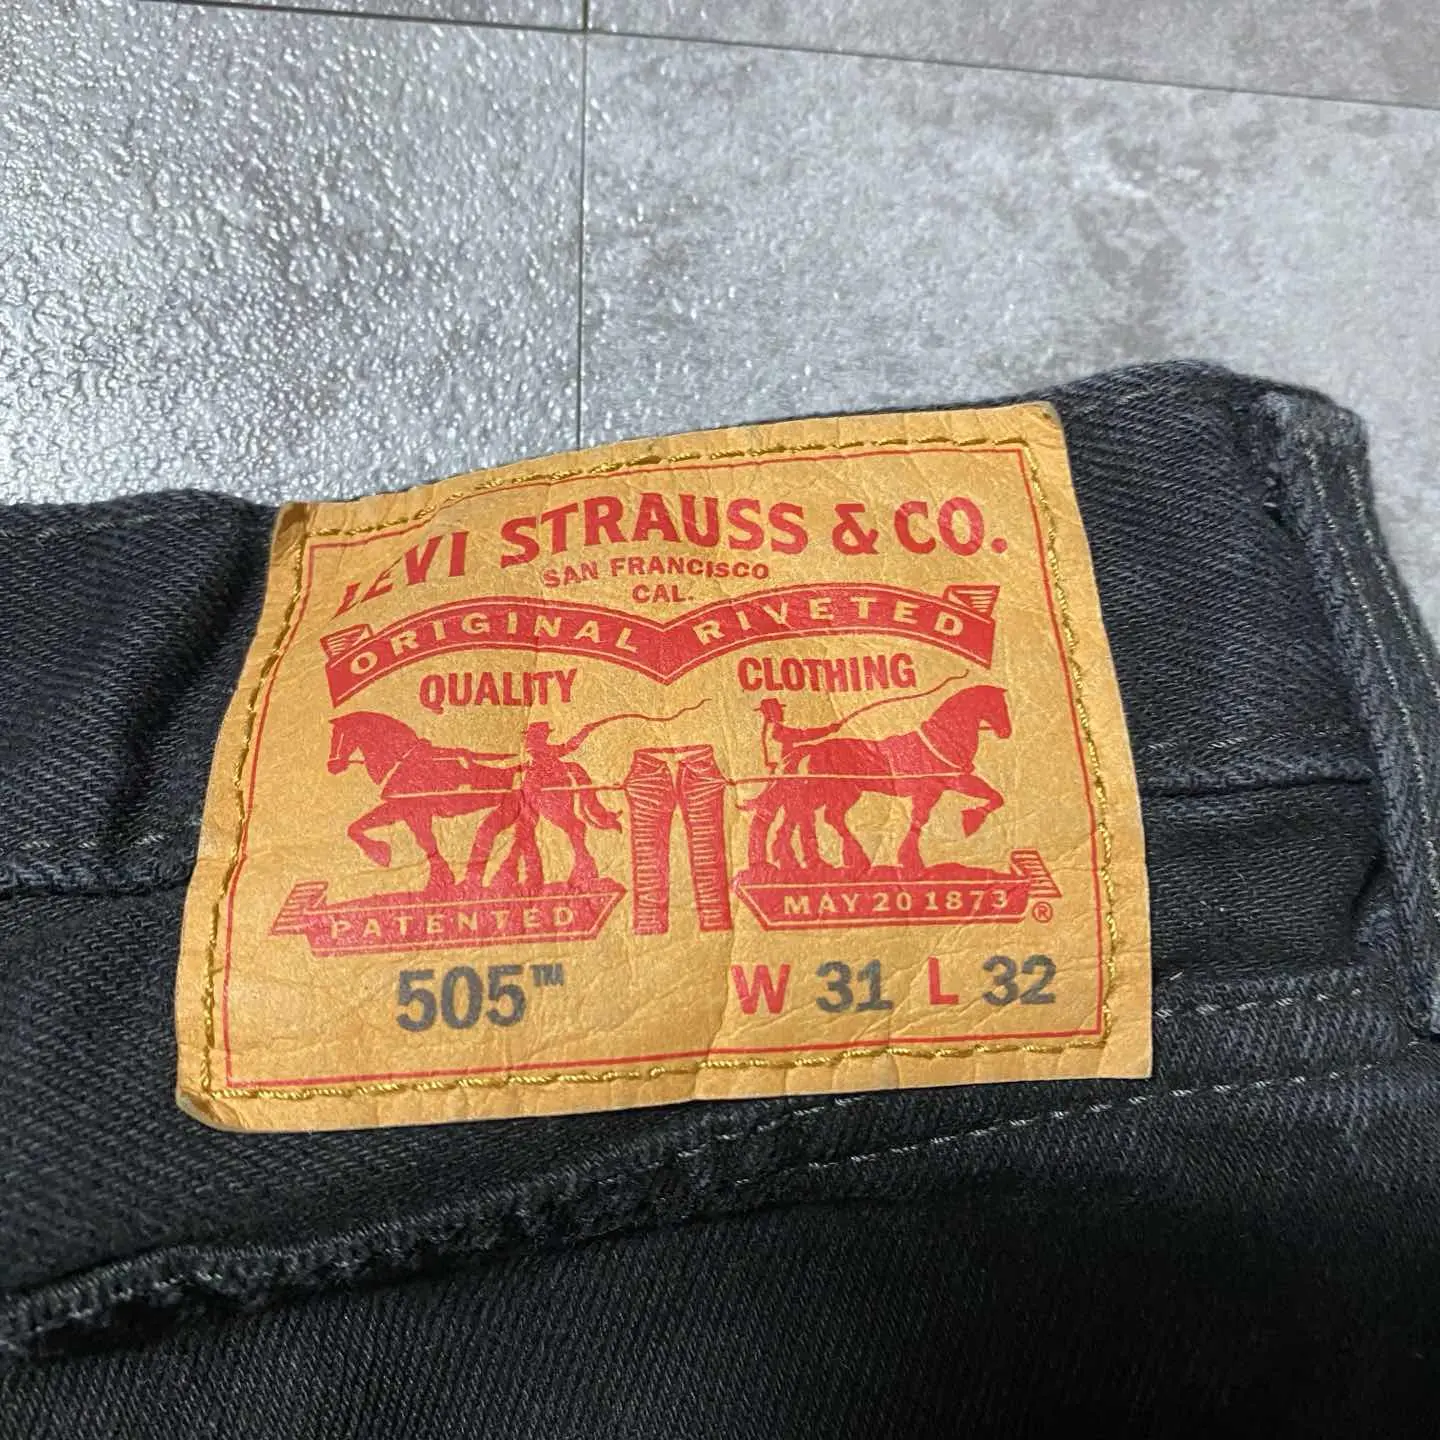 LEVI STRAUSS & CO.
SAN FRANCISCO
CAL.
ORIGINAL RIVETED
QUALITY CLOTHING
PATENTED MAY 20 1873 ®
505™ W 31 L 32